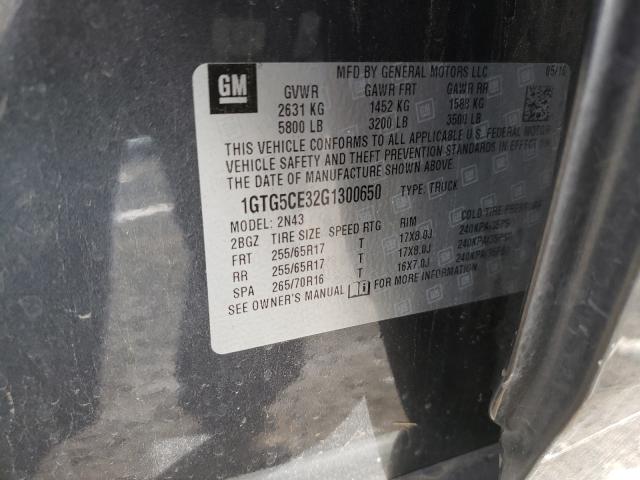 GM
MFD BY GENERAL MOTORS LLC 05/16
GVWR GAWR FRT GAWR RR
2631 KG 1452 KG 1588 KG
5800 LB 3200 LB 3500 LB
THIS VEHICLE CONFORMS TO ALL APPLICABLE U.S. FEDERAL MOTOR
VEHICLE SAFETY AND THEFT PREVENTION STANDARDS IN EFFECT ON
THE DATE OF MANUFACTURE SHOWN ABOVE.
1GTG5CE32G1300650 TYPE: TRUCK
MODEL: 2N43
2BGZ TIRE SIZE SPEED RTG RIM COLD TIRE PRESSURE
FRT 255/65R17 T 17X8.0J 240KPA(35PSI)
RR 255/65R17 T 17X8.0J 240KPA(35PSI)
SPA 265/70R16 T 16X7.0J 240KPA(35PSI)
SEE OWNER'S MANUAL FOR MORE INFORMATION